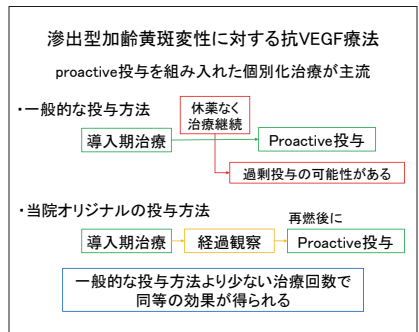 滲出型加齢黄斑変性に対する抗VEGF療法
proactive投与を組み入れた個別化治療が主流
・一般的な投与方法
休薬なく
治療継続
導入期治療
Proactive投与
過剰投与の可能性がある
・当院オリジナルの投与方法
再燃後に
導入期治療
経過観察
Proactive投与
一般的な投与方法より少ない治療回数で
同等の効果が得られる